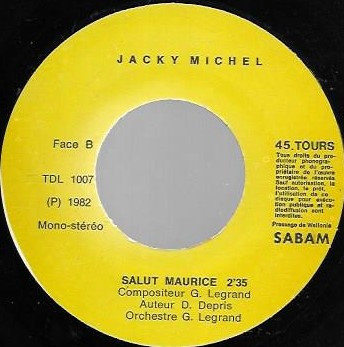 JACKY MICHEL
Face B
TDL 1007
(P) 1982
Mono-stéréo
45 TOURS
Tous droits du pro-
ducteur phonogra-
phique et du pro-
priétaire de l'œuvre
enregistrée réservés
Sauf autorisation, la
location, le prêt,
l'utilisation, de ce
disque pour exécu-
tion publique et ra-
diodiffusion sont
interdites.
Pressage de Wallonie
SABAM
SALUT MAURICE 2'35
Compositeur G. Legrand
Auteur D. Depris
Orchestre G. Legrand